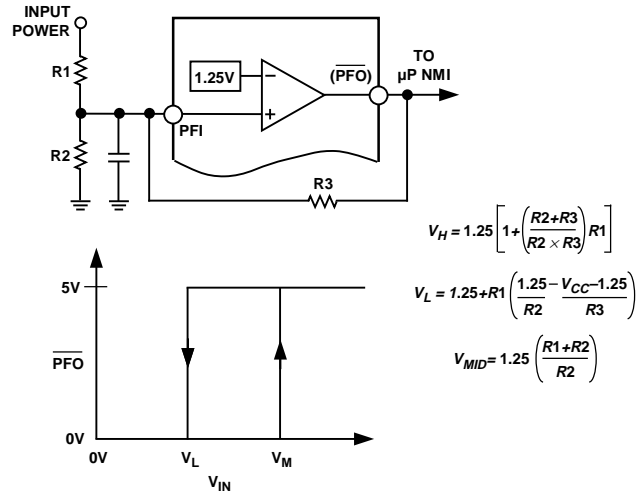 INPUT
POWER
R1
R2
1.25V
−
+
PFI
(PFO)
TO
µP NMI
R3
V_H = 1.25 [1+(R2+R3 / R2 × R3) R1]
V_L = 1.25+R1 (1.25 / R2 − V_CC−1.25 / R3)
V_MID = 1.25 (R1+R2 / R2)
5V
PFO
0V
0V
V_L
V_M
V_IN